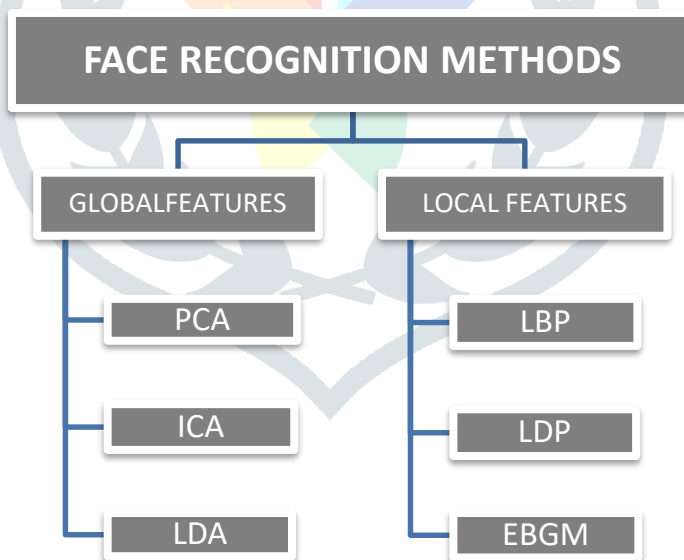 FACE RECOGNITION METHODS
GLOBALFEATURES
PCA
ICA
LDA
LOCAL FEATURES
LBP
LDP
EBGM